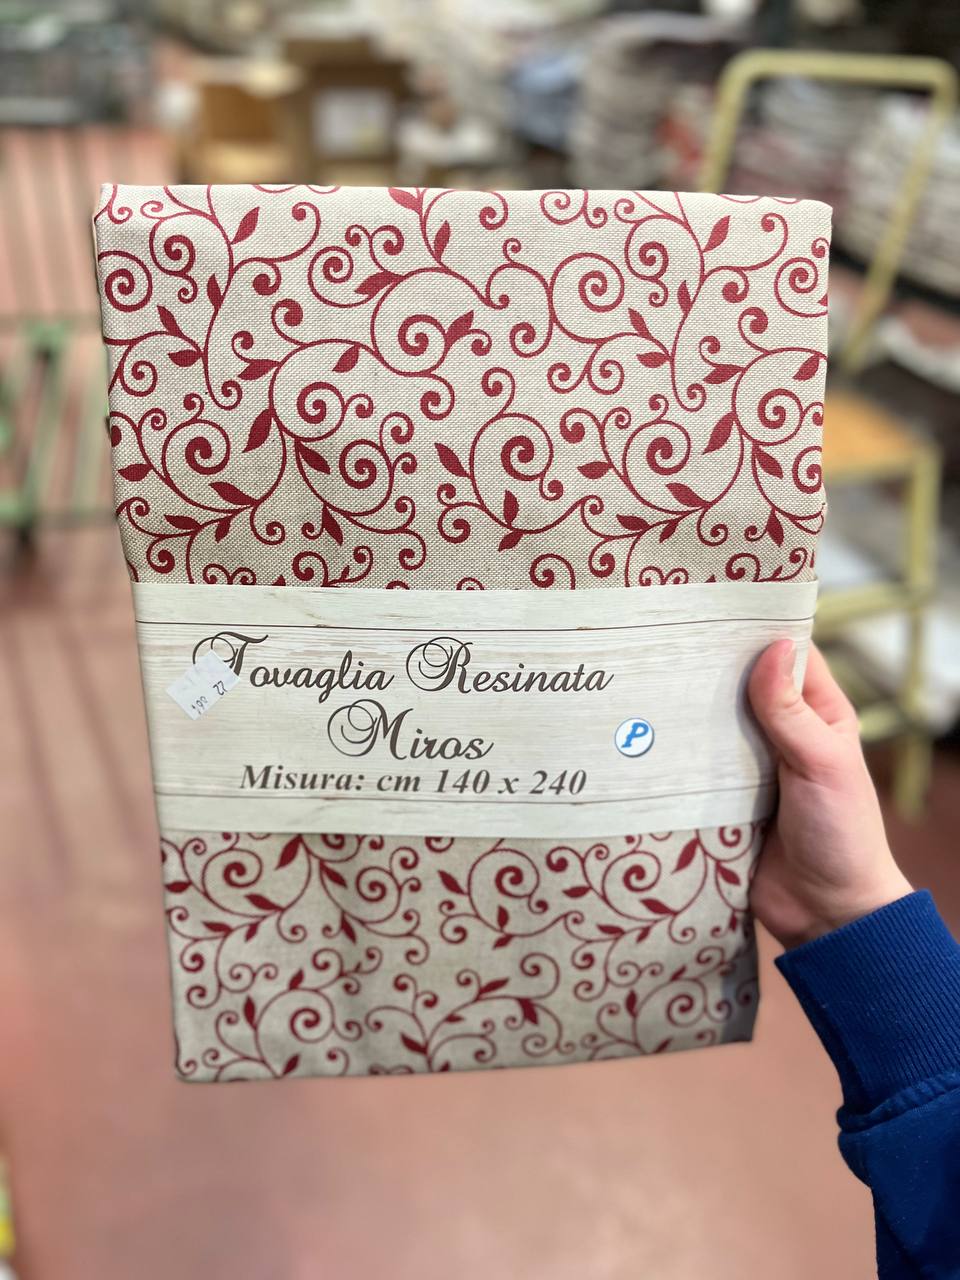 Tovaglia Resinata
Miros
P
Misura: cm 140 x 240